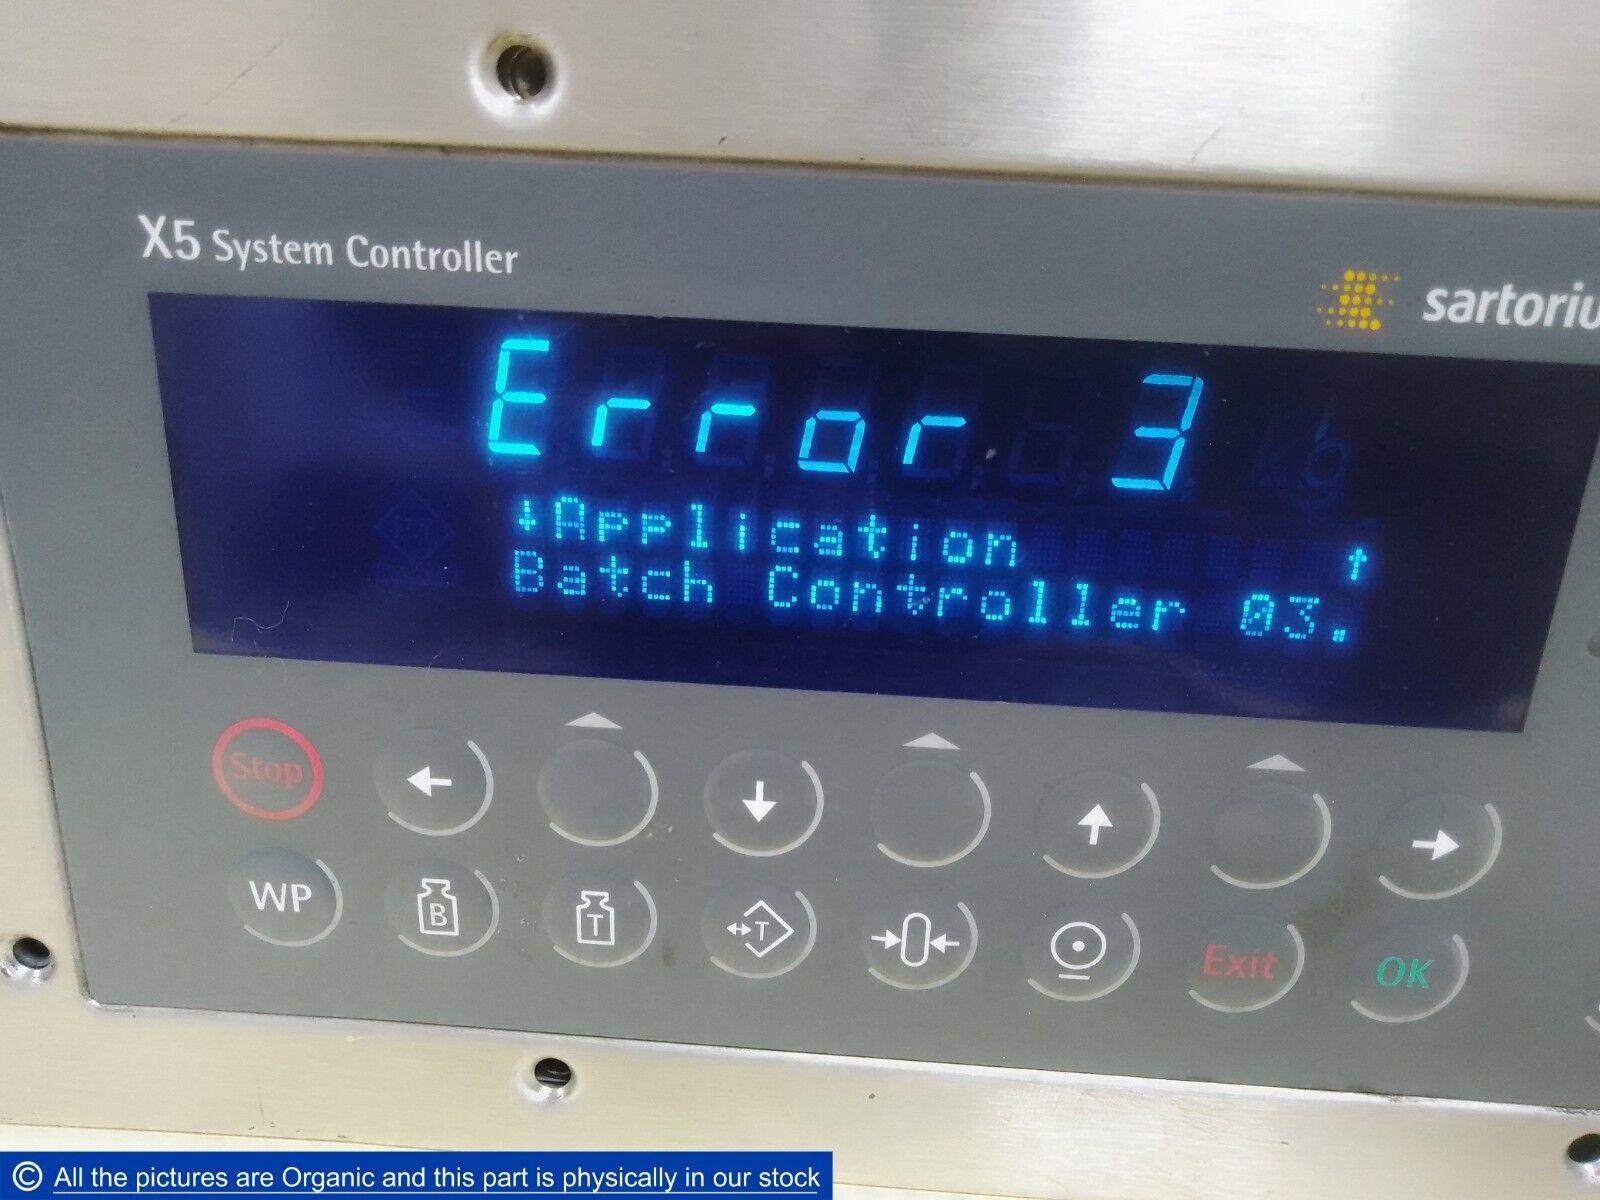 X5 System Controller
sartoriu
Error 3
↓Application ↑
Batch Controller 03.
Stop
WP
B
T
T
Exit
OK
© All the pictures are Organic and this part is physically in our stock